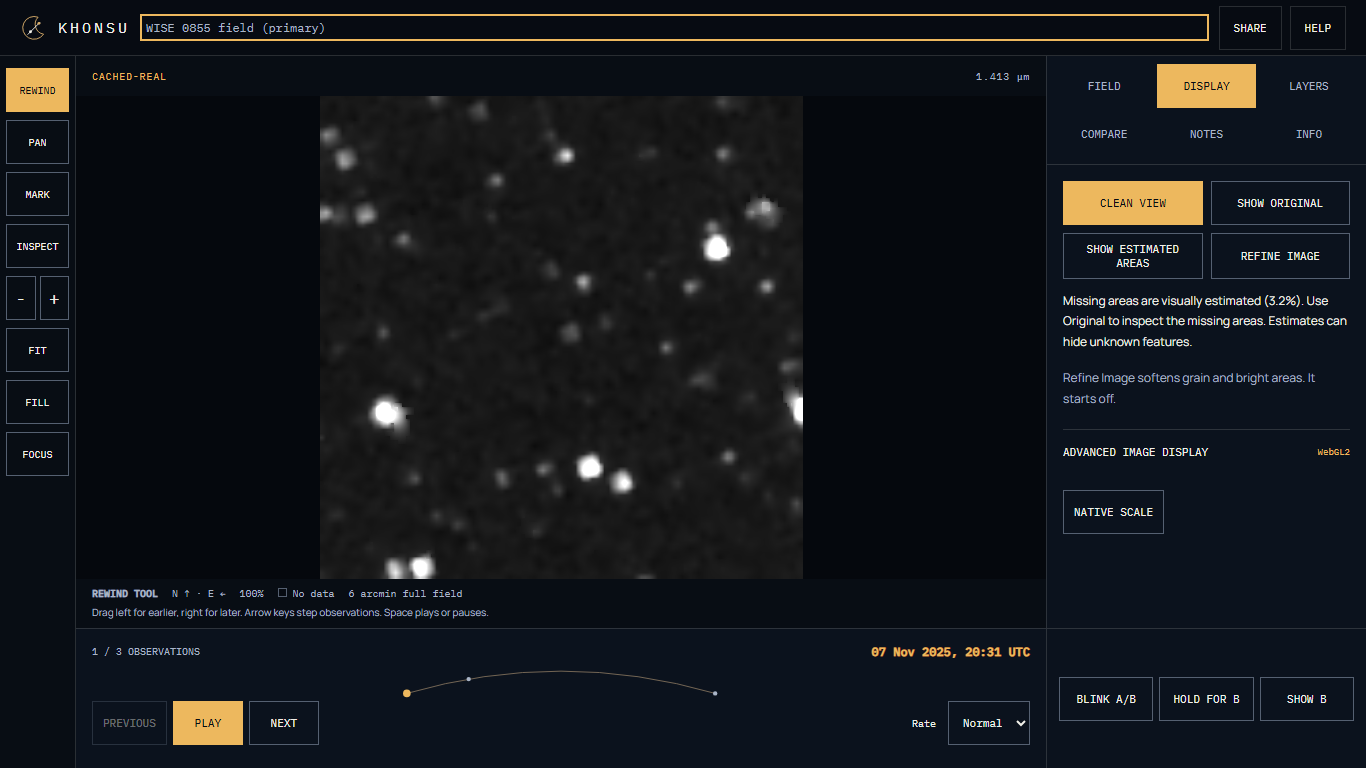 KHONSU
WISE 0855 field (primary)
SHARE
HELP
REWIND
PAN
MARK
INSPECT
- +
FIT
FILL
FOCUS
CACHED-REAL
1.413 µm
REWIND TOOL N ↑ · E ← 100% No data 6 arcmin full field
Drag left for earlier, right for later. Arrow keys step observations. Space plays or pauses.
1 / 3 OBSERVATIONS
07 Nov 2025, 20:31 UTC
PREVIOUS
PLAY
NEXT
Rate
Normal
FIELD
DISPLAY
LAYERS
COMPARE
NOTES
INFO
CLEAN VIEW
SHOW ORIGINAL
SHOW ESTIMATED
AREAS
REFINE IMAGE
Missing areas are visually estimated (3.2%). Use
Original to inspect the missing areas. Estimates can
hide unknown features.
Refine Image softens grain and bright areas. It
starts off.
ADVANCED IMAGE DISPLAY
WebGL2
NATIVE SCALE
BLINK A/B
HOLD FOR B
SHOW B